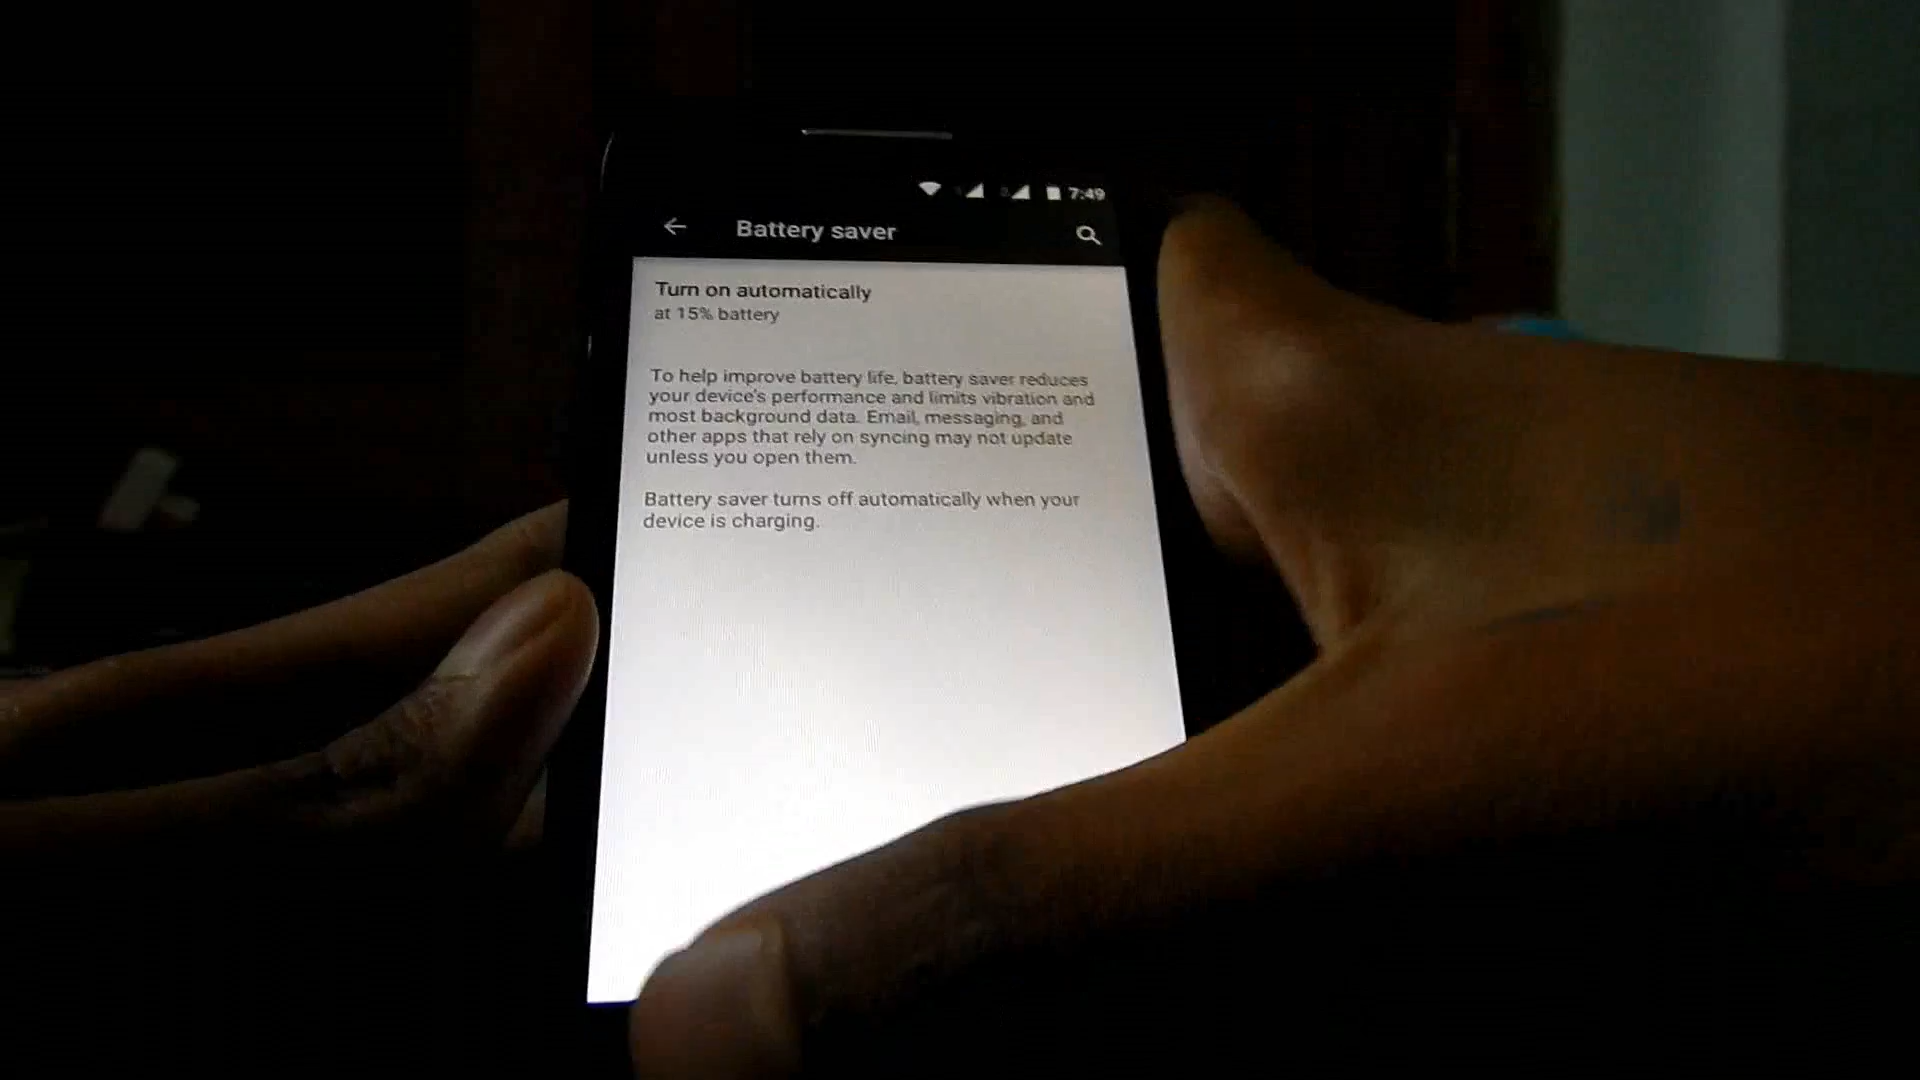 7:49
Battery saver
Turn on automatically
at 15% battery
To help improve battery life, battery saver reduces
your device's performance and limits vibration and
most background data. Email, messaging, and
other apps that rely on syncing may not update
unless you open them.
Battery saver turns off automatically when your
device is charging.